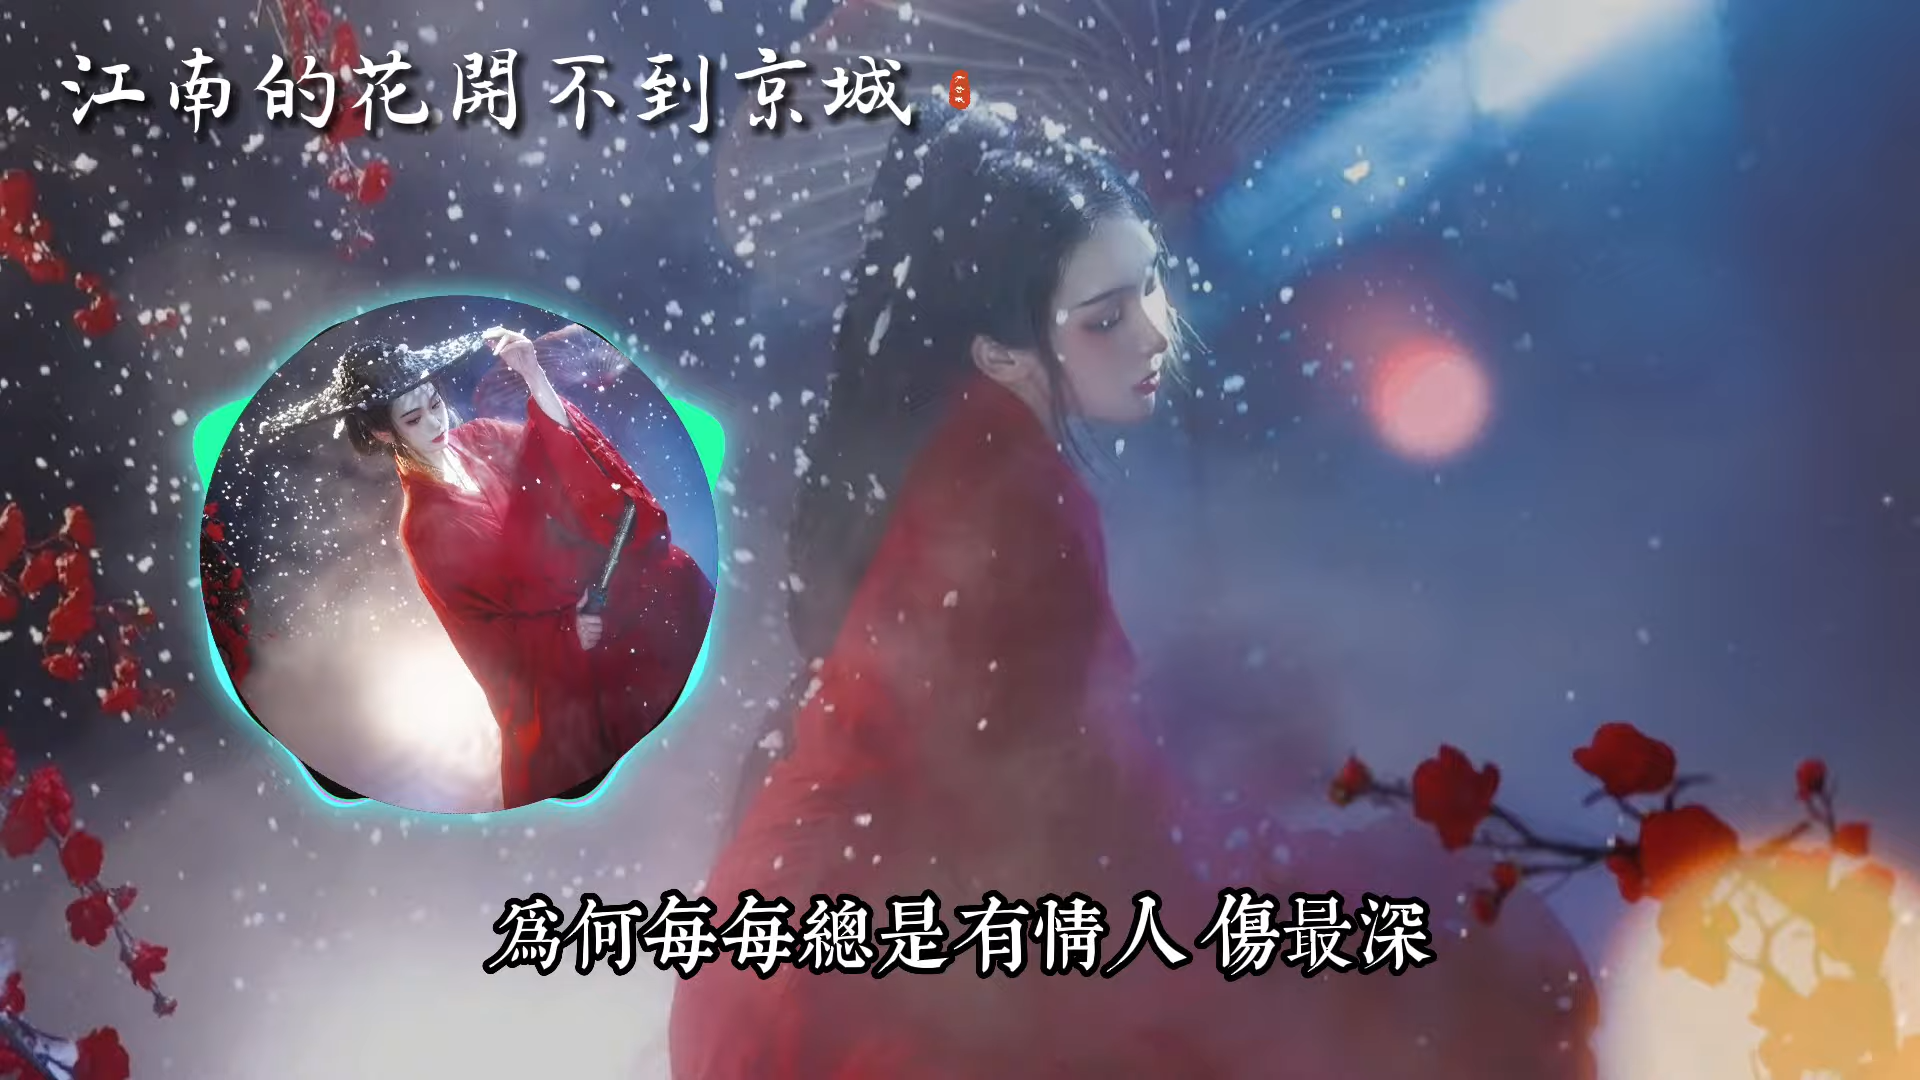 江南的花開不到京城
爲何每每總是有情人 傷最深